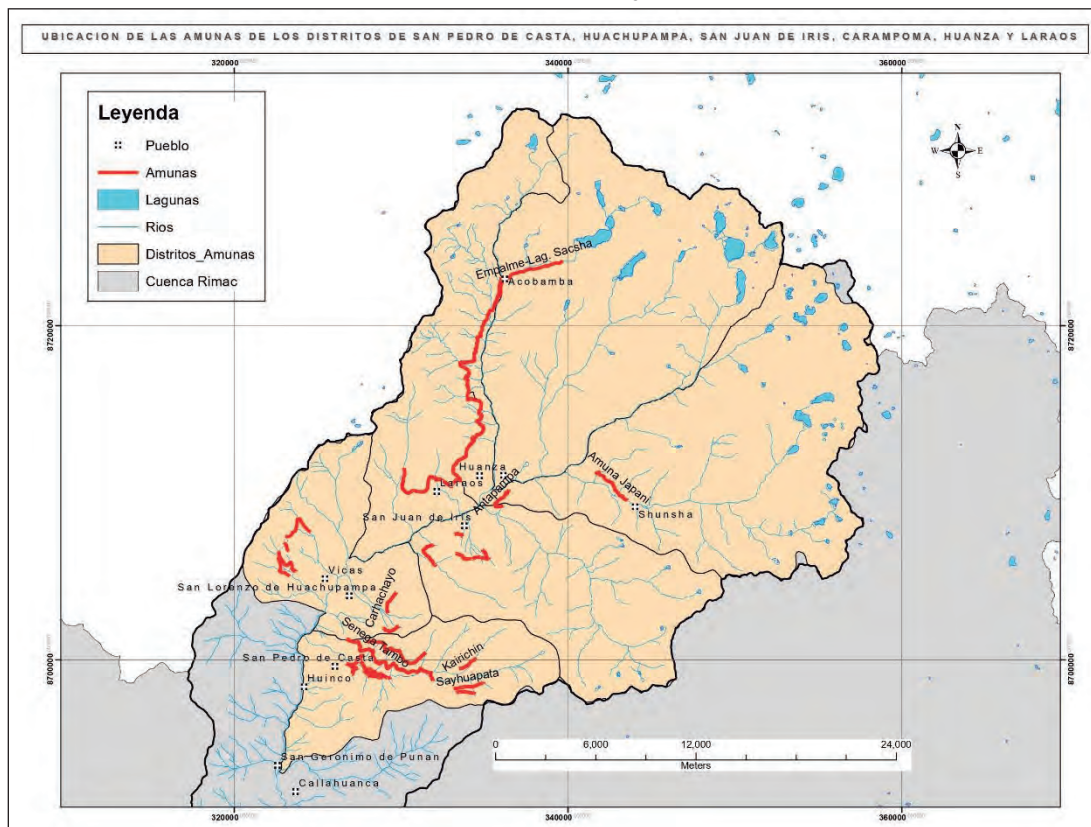 UBICACION DE LAS AMUNAS DE LOS DISTRITOS DE SAN PEDRO DE CASTA, HUACHUPAMPA, SAN JUAN DE IRIS, CARAMPOMA, HUANZA Y LARAOS
320000
340000
360000
Leyenda
Pueblo
Amunas
Lagunas
Rios
Distritos_Amunas
Cuenca Rimac
N
W E
S
Empalme-Lag. Sacsha
Acobamba
8720000
8720000
Huanza
Laraos
Antapampa
Amuna Japani
Shunsha
San Juan de Iris
Vicas
San Lorenzo de Huachupampa
Carhachayo
Senega Tambo
San Pedro de Casta
Kairichin
Sayhuapata
Huinco
8700000
8700000
San Geronimo de Punan
Callahuanca
0 6,000 12,000 24,000
Meters
320000
340000
360000